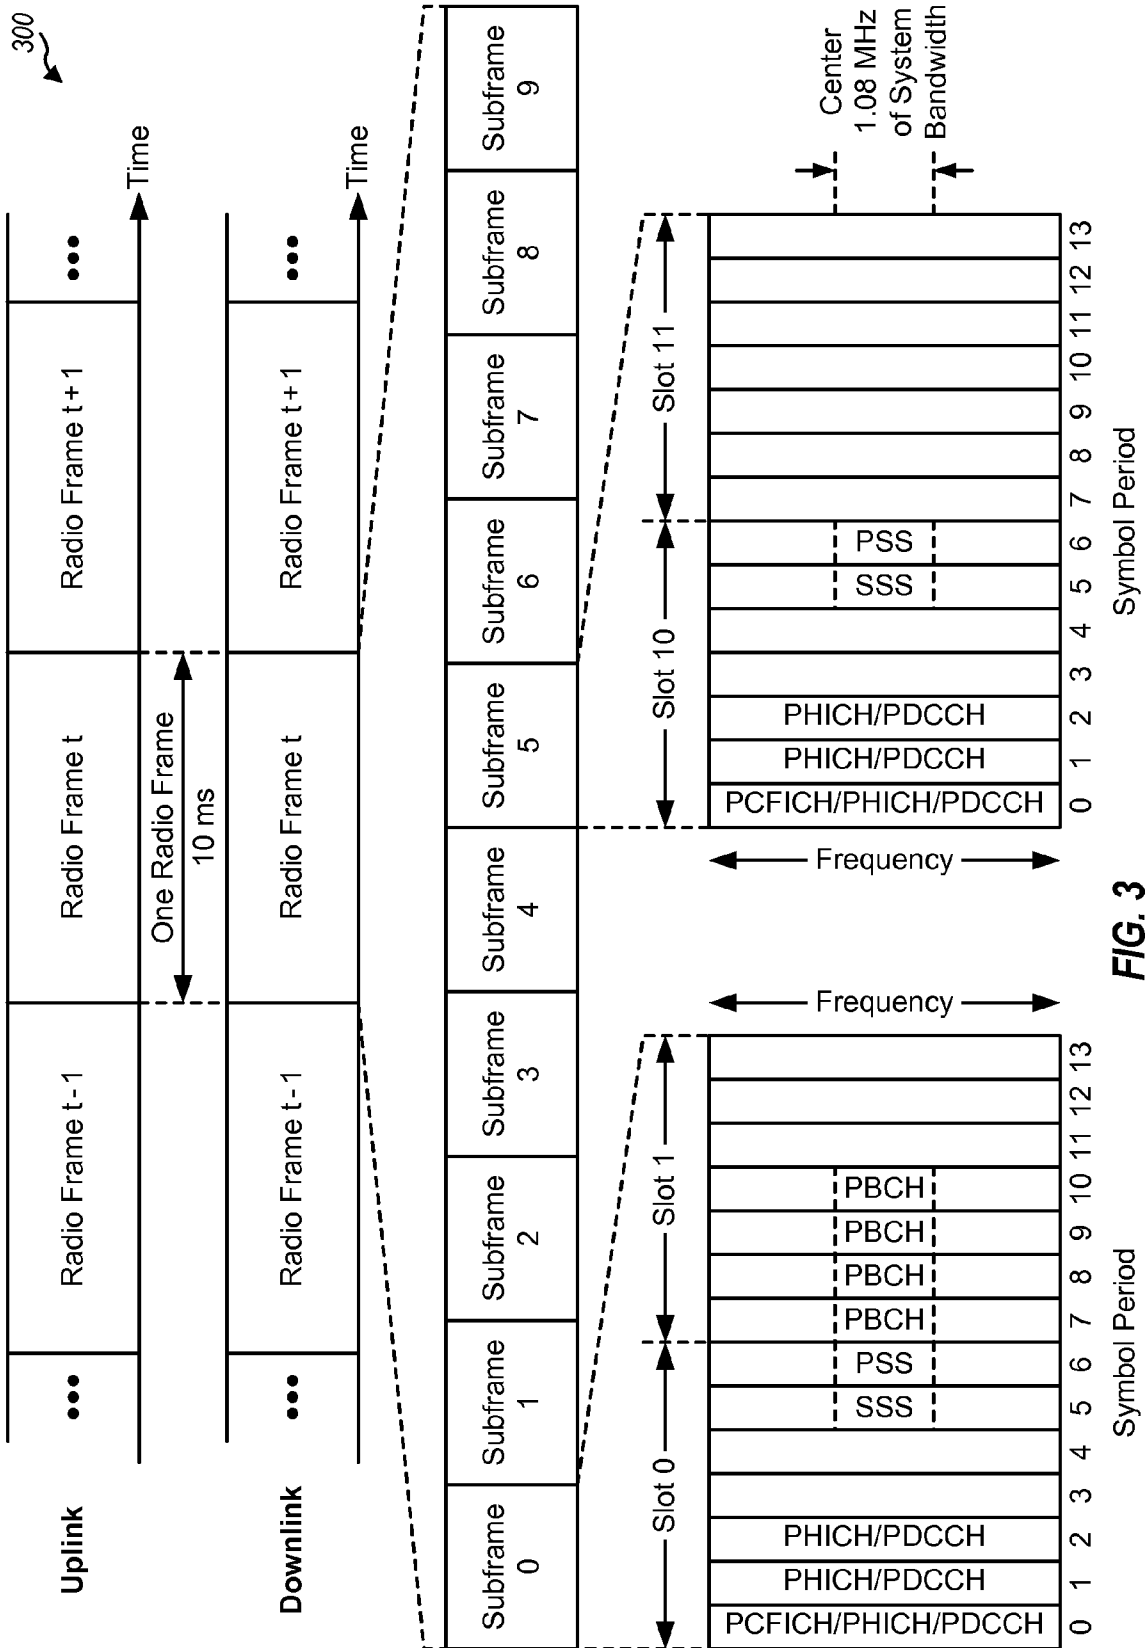 300
Uplink
•••
Radio Frame t - 1
Radio Frame t
Radio Frame t + 1
•••
Time
One Radio Frame
10 ms
Downlink
•••
Radio Frame t - 1
Radio Frame t
Radio Frame t + 1
•••
Time
Subframe
0
Subframe
1
Subframe
2
Subframe
3
Subframe
4
Subframe
5
Subframe
6
Subframe
7
Subframe
8
Subframe
9
Slot 0
Slot 1
PCFICH/PHICH/PDCCH
PHICH/PDCCH
PHICH/PDCCH
SSS
PSS
PBCH
PBCH
PBCH
PBCH
Frequency
0 1 2 3 4 5 6 7 8 9 10 11 12 13
Symbol Period
Slot 10
Slot 11
Frequency
PCFICH/PHICH/PDCCH
PHICH/PDCCH
PHICH/PDCCH
SSS
PSS
Center
1.08 MHz
of System
Bandwidth
0 1 2 3 4 5 6 7 8 9 10 11 12 13
Symbol Period
FIG. 3